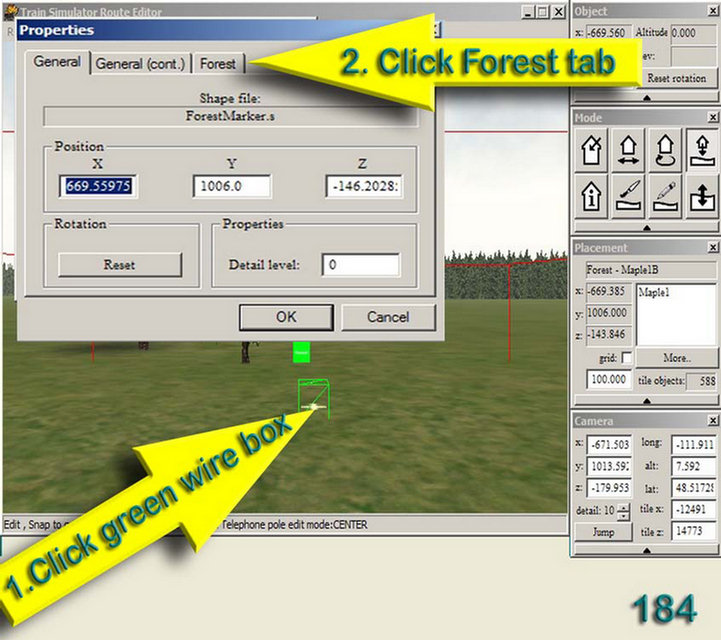 Train Simulator Route Editor
Properties
General
General (cont.)
Forest
2. Click Forest tab
Shape file:
ForestMarker.s
Position
X
Y
Z
669.55975
1006.0
-146.2028
Rotation
Properties
Reset
Detail level:
0
OK
Cancel
1.Click green wire box
Edit , Snap to
Telephone pole edit mode:CENTER
Object
x: -669.560
Altitude 0.000
ev:
Reset rotation
Mode
Placement
Forest - Maple1B
x: -669.385
Maple1
y: 1006.000
z: -143.846
grid:
More..
100.000
tile objects: 588
Camera
x: -671.503
long: -111.911
y: 1013.592
alt: 7.592
z: -179.953
lat: 48.51728
detail: 10
tile x: -12491
Jump
tile z: 14773
184